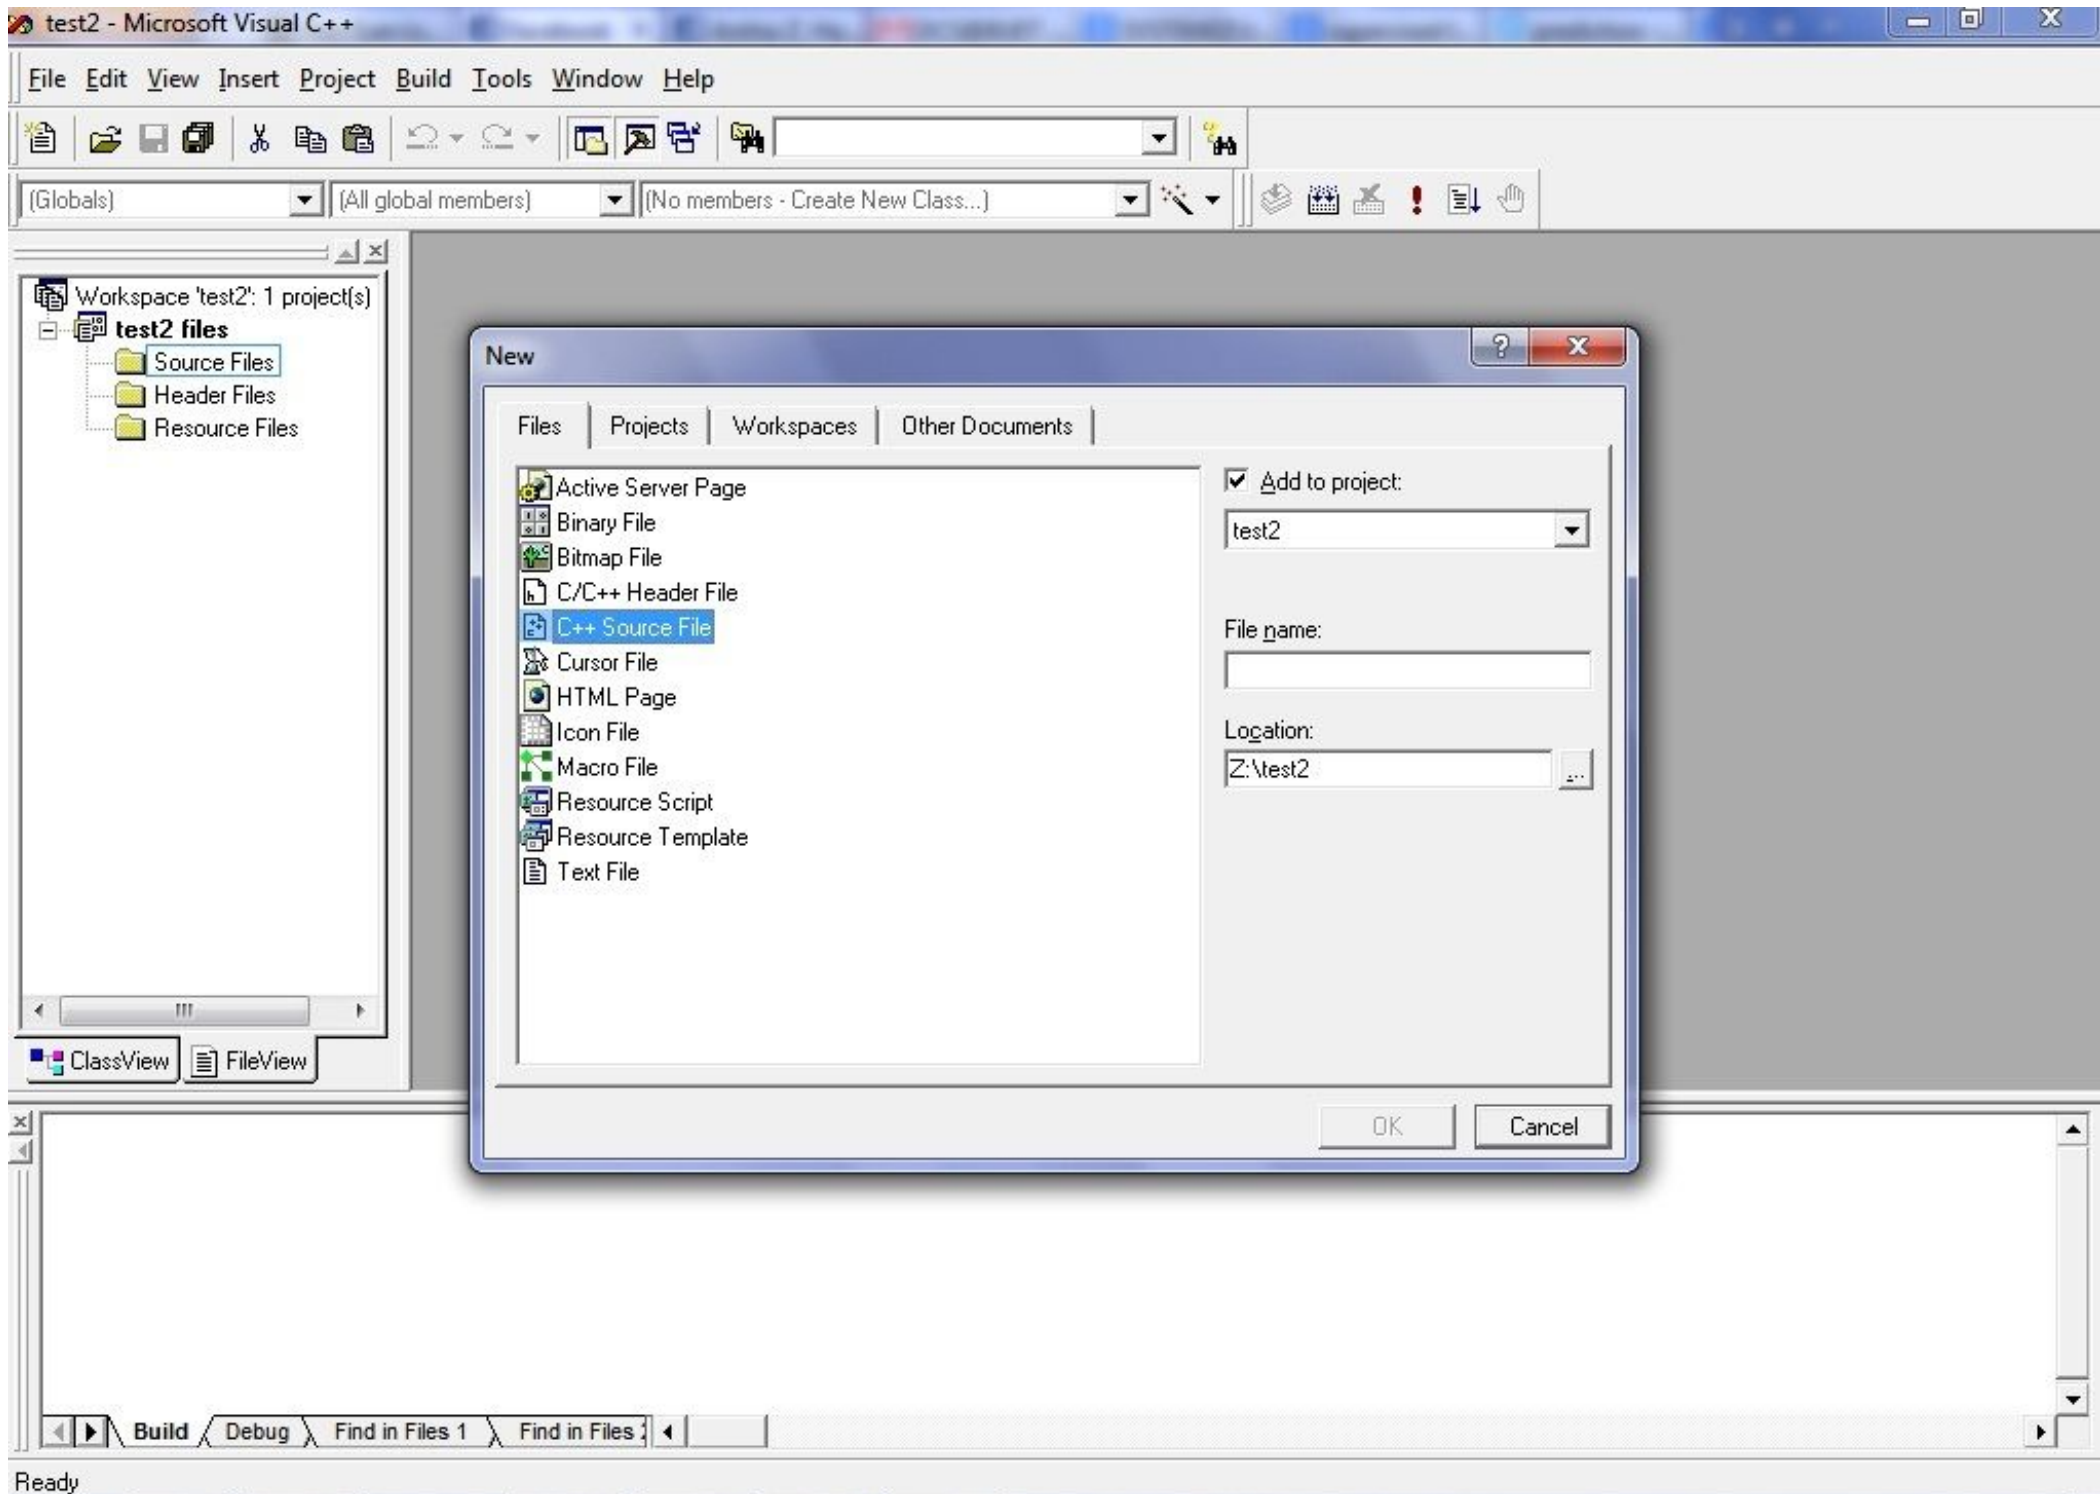 test2 - Microsoft Visual C++
File Edit View Insert Project Build Tools Window Help
(Globals) (All global members) (No members - Create New Class...)
Workspace 'test2': 1 project(s)
test2 files
Source Files
Header Files
Resource Files
ClassView FileView
New
Files Projects Workspaces Other Documents
Active Server Page
Binary File
Bitmap File
C/C++ Header File
C++ Source File
Cursor File
HTML Page
Icon File
Macro File
Resource Script
Resource Template
Text File
Add to project:
test2
File name:
Location:
Z:\test2
...
OK Cancel
Build Debug Find in Files 1 Find in Files
Ready